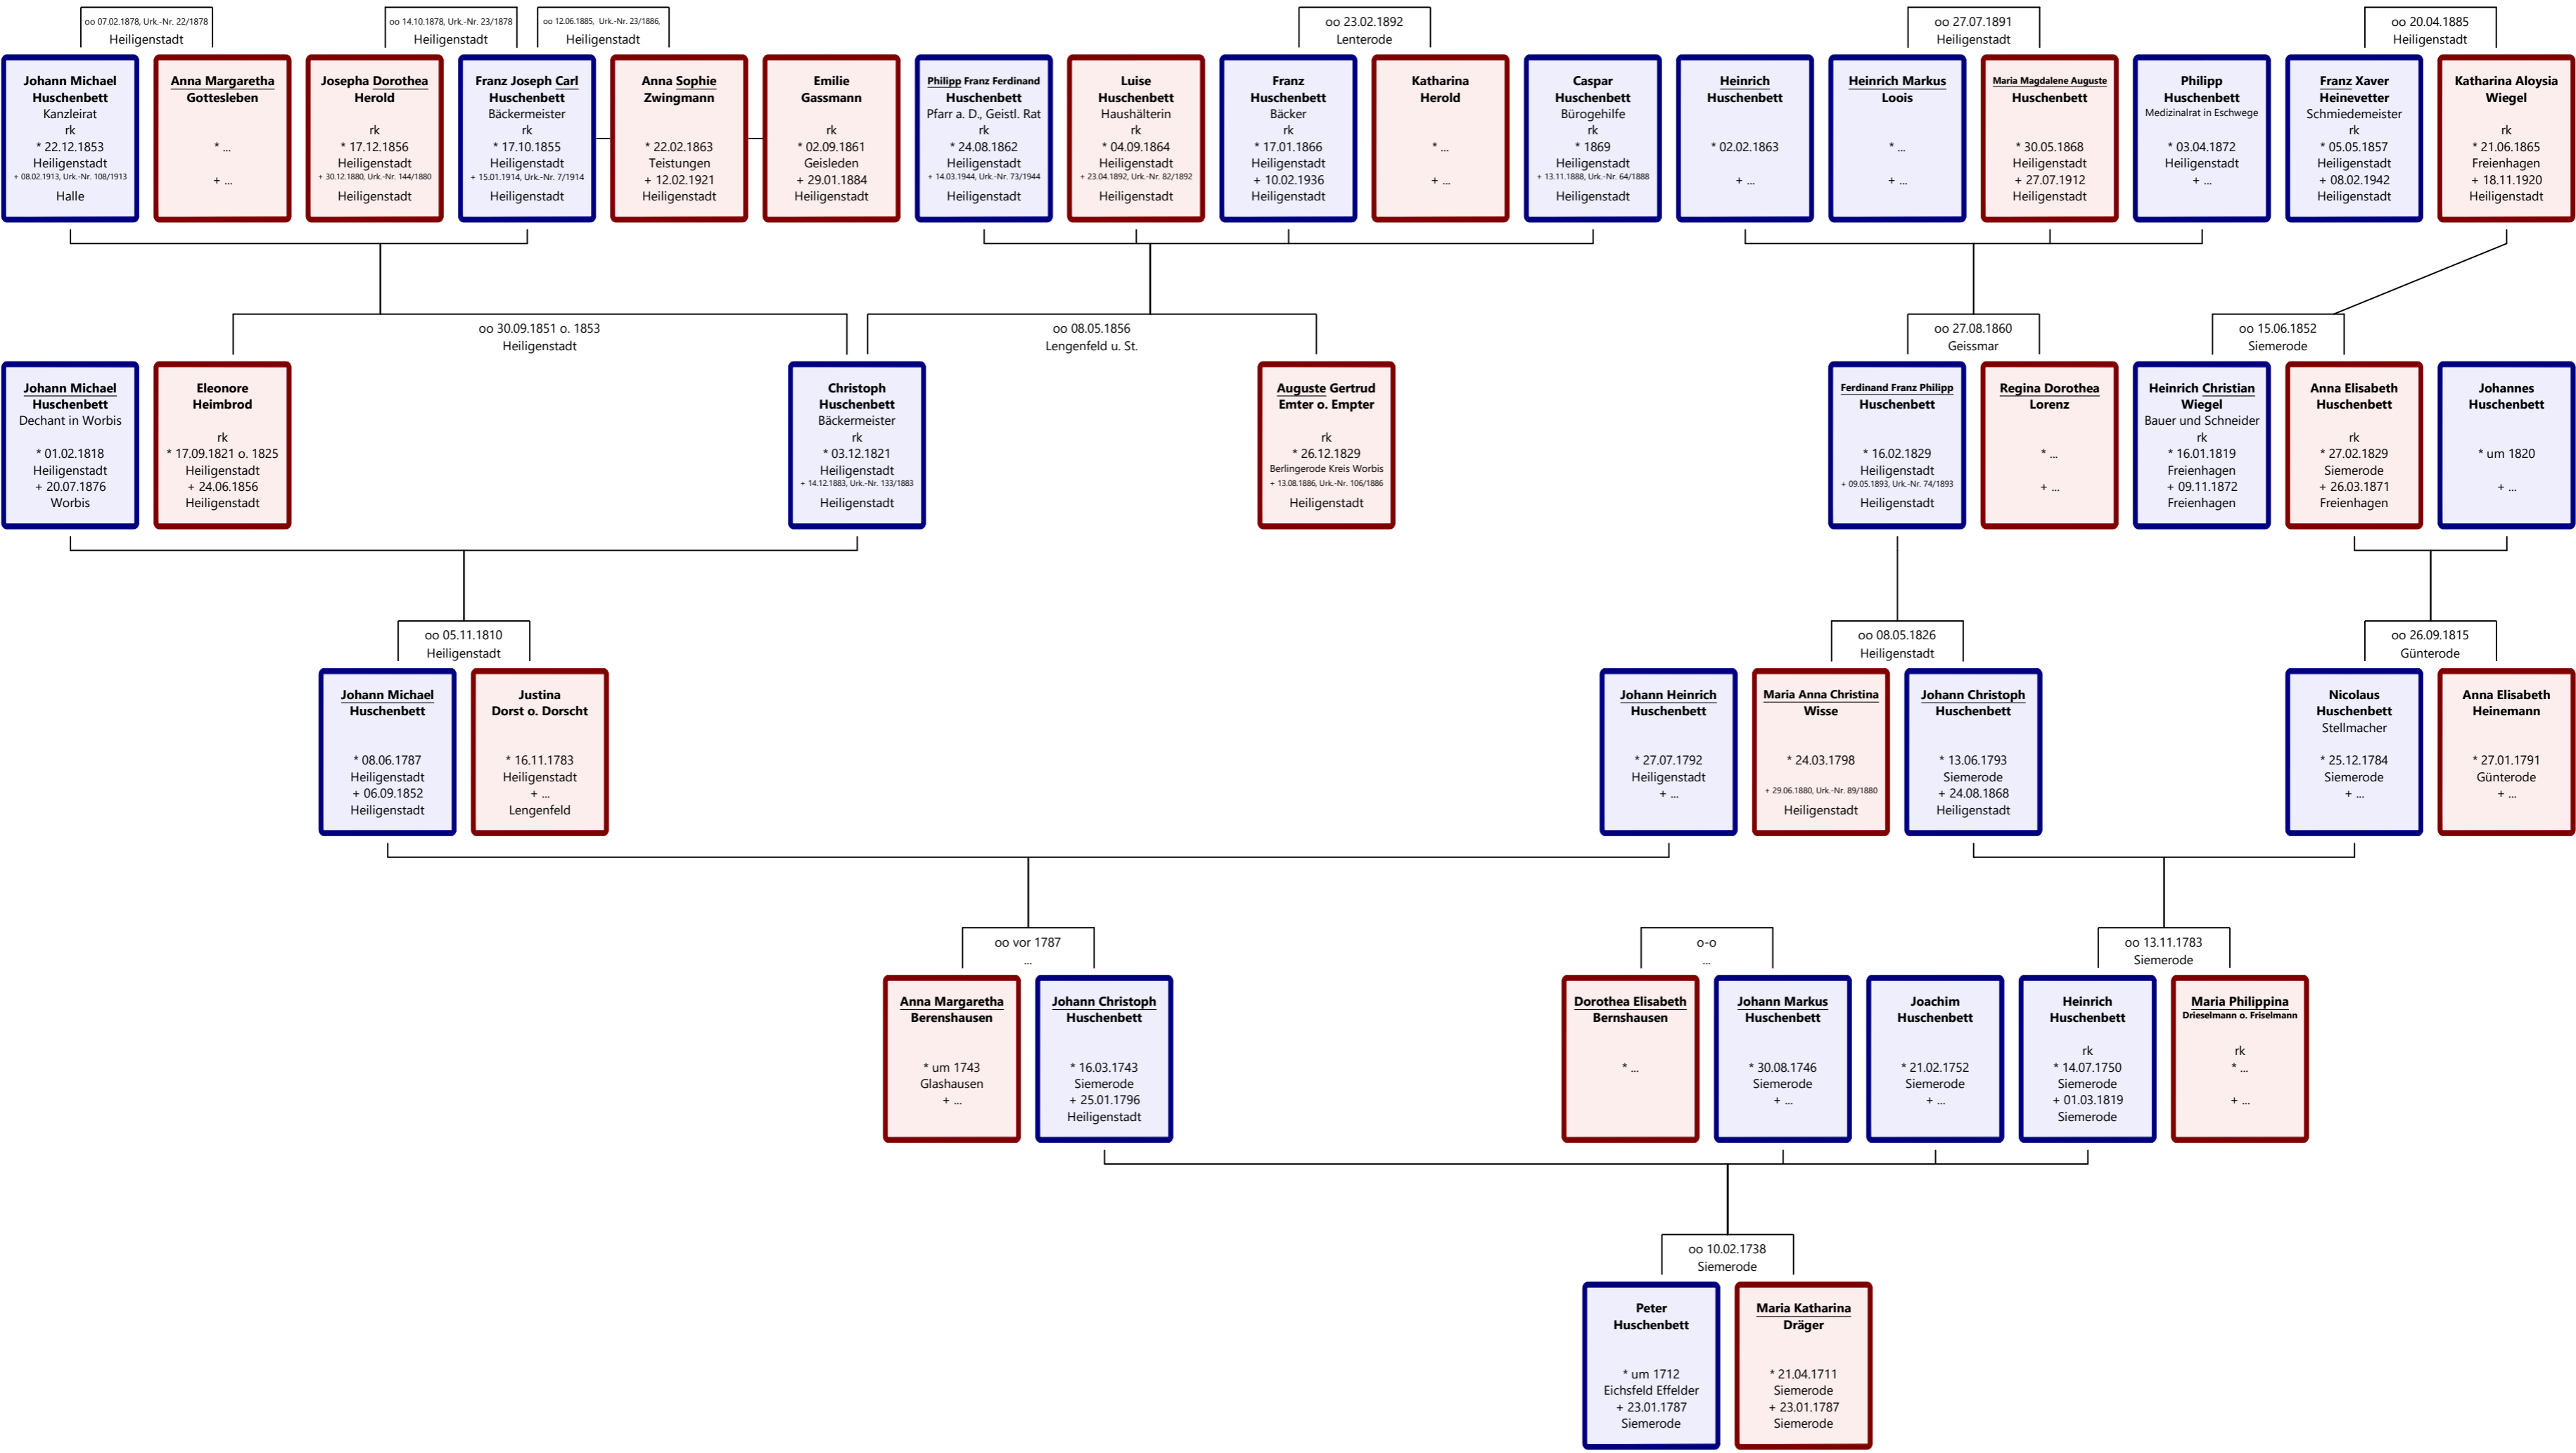 oo 07.02.1878, Urk.-Nr. 22/1878
Heiligenstadt
oo 14.10.1878, Urk.-Nr. 23/1878
Heiligenstadt
oo 12.06.1885, Urk.-Nr. 23/1886,
Heiligenstadt
oo 23.02.1892
Lenterode
oo 27.07.1891
Heiligenstadt
oo 20.04.1885
Heiligenstadt
Johann Michael
Huschenbett
Kanzleirat
rk
* 22.12.1853
Heiligenstadt
+ 08.02.1913, Urk.-Nr. 108/1913
Halle
Anna Margaretha
Gottesleben
* ...
+ ...
Josepha Dorothea
Herold
rk
* 17.12.1856
Heiligenstadt
+ 30.12.1880, Urk.-Nr. 144/1880
Heiligenstadt
Franz Joseph Carl
Huschenbett
Bäckermeister
rk
* 17.10.1855
Heiligenstadt
+ 15.01.1914, Urk.-Nr. 7/1914
Heiligenstadt
Anna Sophie
Zwingmann
* 22.02.1863
Teistungen
+ 12.02.1921
Heiligenstadt
Emilie
Gassmann
rk
* 02.09.1861
Geisleden
+ 29.01.1884
Heiligenstadt
Philipp Franz Ferdinand
Huschenbett
Pfarr a. D., Geistl. Rat
rk
* 24.08.1862
Heiligenstadt
+ 14.03.1944, Urk.-Nr. 73/1944
Heiligenstadt
Luise
Huschenbett
Haushälterin
rk
* 04.09.1864
Heiligenstadt
+ 23.04.1892, Urk.-Nr. 82/1892
Heiligenstadt
Franz
Huschenbett
Bäcker
rk
* 17.01.1866
Heiligenstadt
+ 10.02.1936
Heiligenstadt
Katharina
Herold
* ...
+ ...
Caspar
Huschenbett
Bürogehilfe
rk
* 1869
Heiligenstadt
+ 13.11.1888, Urk.-Nr. 64/1888
Heiligenstadt
Heinrich
Huschenbett
* 02.02.1863
+ ...
Heinrich Markus
Loois
* ...
+ ...
Maria Magdalene Auguste
Huschenbett
* 30.05.1868
Heiligenstadt
+ 27.07.1912
Heiligenstadt
Philipp
Huschenbett
Medizinalrat in Eschwege
* 03.04.1872
Heiligenstadt
+ ...
Franz Xaver
Heinevetter
Schmiedemeister
rk
* 05.05.1857
Heiligenstadt
+ 08.02.1942
Heiligenstadt
Katharina Aloysia
Wiegel
rk
* 21.06.1865
Freienhagen
+ 18.11.1920
Heiligenstadt
oo 30.09.1851 o. 1853
Heiligenstadt
oo 08.05.1856
Lengenfeld u. St.
oo 27.08.1860
Geissmar
oo 15.06.1852
Siemerode
Johann Michael
Huschenbett
Dechant in Worbis
* 01.02.1818
Heiligenstadt
+ 20.07.1876
Worbis
Eleonore
Heimbrod
rk
* 17.09.1821 o. 1825
Heiligenstadt
+ 24.06.1856
Heiligenstadt
Christoph
Huschenbett
Bäckermeister
rk
* 03.12.1821
Heiligenstadt
+ 14.12.1883, Urk.-Nr. 133/1883
Heiligenstadt
Auguste Gertrud
Emter o. Empter
rk
* 26.12.1829
Berlingerode Kreis Worbis
+ 13.08.1886, Urk.-Nr. 106/1886
Heiligenstadt
Ferdinand Franz Philipp
Huschenbett
* 16.02.1829
Heiligenstadt
+ 09.05.1893, Urk.-Nr. 74/1893
Heiligenstadt
Regina Dorothea
Lorenz
* ...
+ ...
Heinrich Christian
Wiegel
Bauer und Schneider
rk
* 16.01.1819
Freienhagen
+ 09.11.1872
Freienhagen
Anna Elisabeth
Huschenbett
rk
* 27.02.1829
Siemerode
+ 26.03.1871
Freienhagen
Johannes
Huschenbett
* um 1820
+ ...
oo 05.11.1810
Heiligenstadt
oo 08.05.1826
Heiligenstadt
oo 26.09.1815
Günterode
Johann Michael
Huschenbett
* 08.06.1787
Heiligenstadt
+ 06.09.1852
Heiligenstadt
Justina
Dorst o. Dorscht
* 16.11.1783
Heiligenstadt
+ ...
Lengenfeld
Johann Heinrich
Huschenbett
* 27.07.1792
Heiligenstadt
+ ...
Maria Anna Christina
Wisse
* 24.03.1798
+ 29.06.1880, Urk.-Nr. 89/1880
Heiligenstadt
Johann Christoph
Huschenbett
* 13.06.1793
Siemerode
+ 24.08.1868
Heiligenstadt
Nicolaus
Huschenbett
Stellmacher
* 25.12.1784
Siemerode
+ ...
Anna Elisabeth
Heinemann
* 27.01.1791
Günterode
+ ...
oo vor 1787
...
o-o
...
oo 13.11.1783
Siemerode
Anna Margaretha
Berenshausen
* um 1743
Glashausen
+ ...
Johann Christoph
Huschenbett
* 16.03.1743
Siemerode
+ 25.01.1796
Heiligenstadt
Dorothea Elisabeth
Bernshausen
* ...
Johann Markus
Huschenbett
* 30.08.1746
Siemerode
+ ...
Joachim
Huschenbett
* 21.02.1752
Siemerode
+ ...
Heinrich
Huschenbett
rk
* 14.07.1750
Siemerode
+ 01.03.1819
Siemerode
Maria Philippina
Drieselmann o. Friselmann
rk
* ...
+ ...
oo 10.02.1738
Siemerode
Peter
Huschenbett
* um 1712
Eichsfeld Effelder
+ 23.01.1787
Siemerode
Maria Katharina
Dräger
* 21.04.1711
Siemerode
+ 23.01.1787
Siemerode